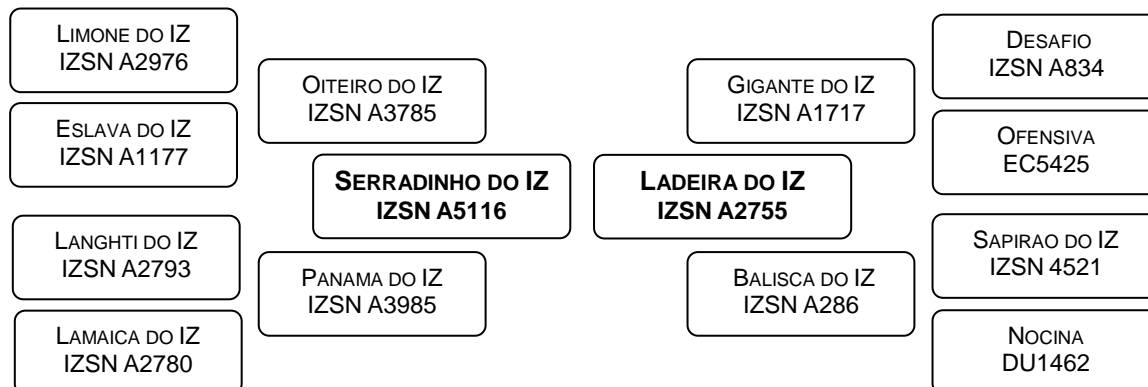 LIMONE DO IZ
IZSN A2976
ESLAVA DO IZ
IZSN A1177
LANGHTI DO IZ
IZSN A2793
LAMAICA DO IZ
IZSN A2780
OITEIRO DO IZ
IZSN A3785
PANAMA DO IZ
IZSN A3985
SERRADINHO DO IZ
IZSN A5116
LADEIRA DO IZ
IZSN A2755
GIGANTE DO IZ
IZSN A1717
BALISCA DO IZ
IZSN A286
DESAFIO
IZSN A834
OFENSIVA
EC5425
SAPIRAO DO IZ
IZSN 4521
NOCINA
DU1462